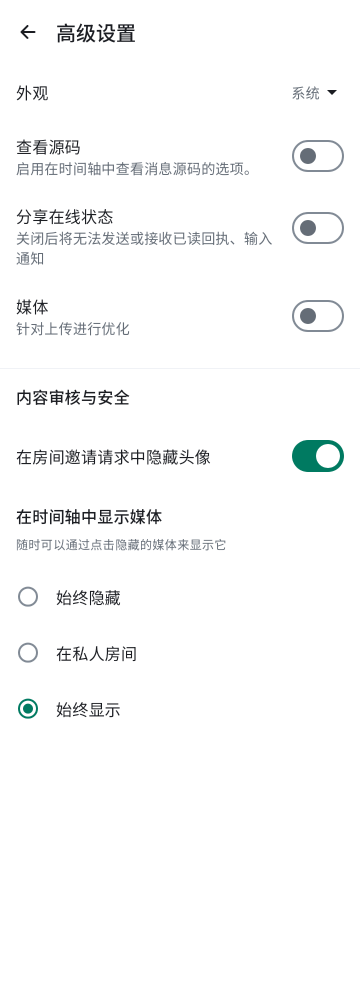 高级设置
外观
系统
查看源码
启用在时间轴中查看消息源码的选项。
分享在线状态
关闭后将无法发送或接收已读回执、输入
通知
媒体
针对上传进行优化
内容审核与安全
在房间邀请请求中隐藏头像
在时间轴中显示媒体
随时可以通过点击隐藏的媒体来显示它
始终隐藏
在私人房间
始终显示